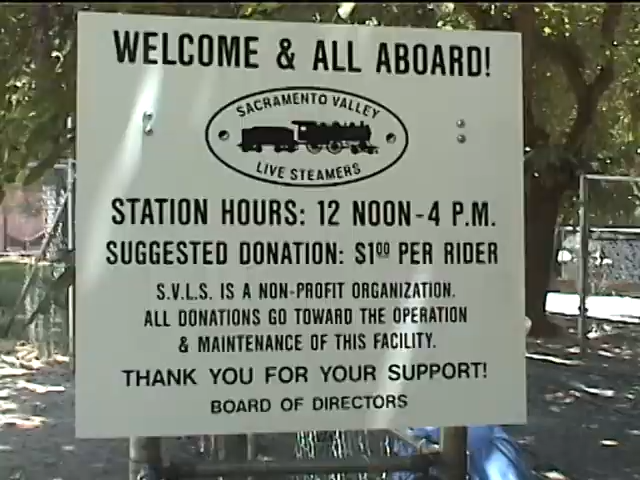 WELCOME & ALL ABOARD!
SACRAMENTO VALLEY
LIVE STEAMERS
STATION HOURS: 12 NOON-4 P.M.
SUGGESTED DONATION: $100 PER RIDER
S.V.L.S. IS A NON-PROFIT ORGANIZATION.
ALL DONATIONS GO TOWARD THE OPERATION
& MAINTENANCE OF THIS FACILITY.
THANK YOU FOR YOUR SUPPORT!
BOARD OF DIRECTORS